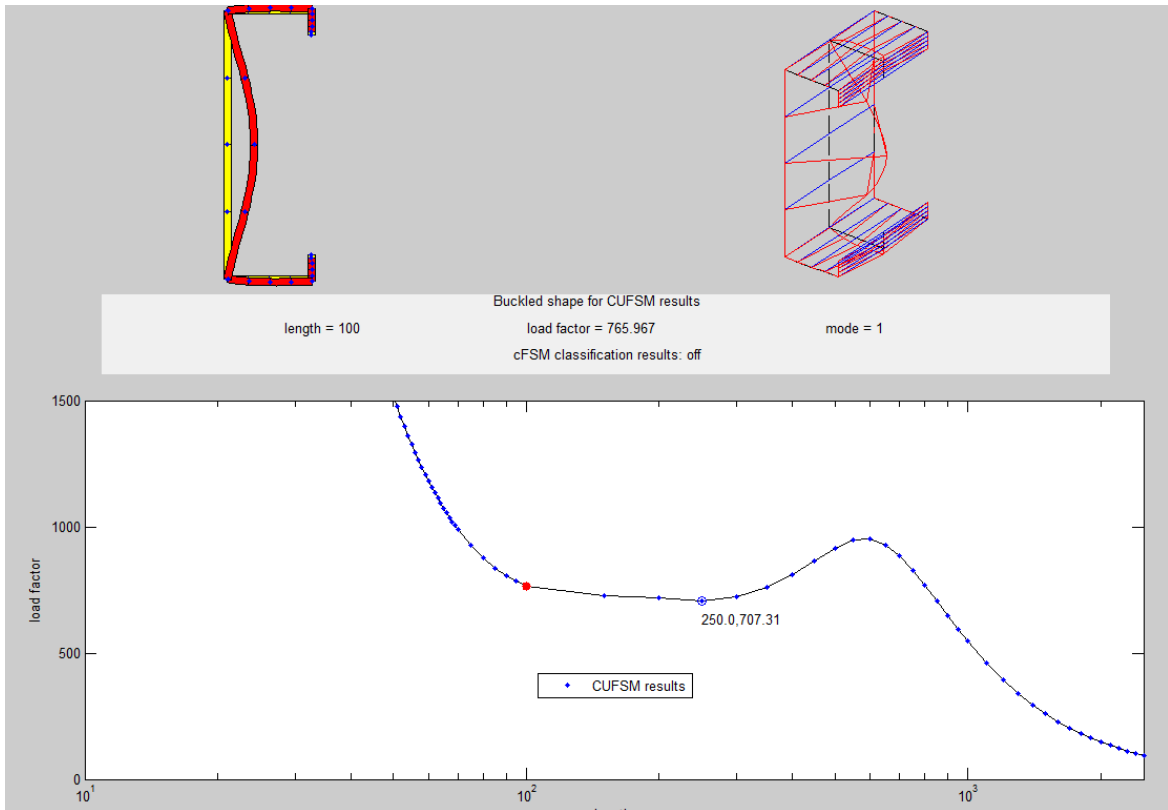 Buckled shape for CUFSM results
length = 100 load factor = 765.967 mode = 1
cFSM classification results: off
1500
1000
500
0
load factor
250.0,707.31
CUFSM results
10^1 10^2 10^3